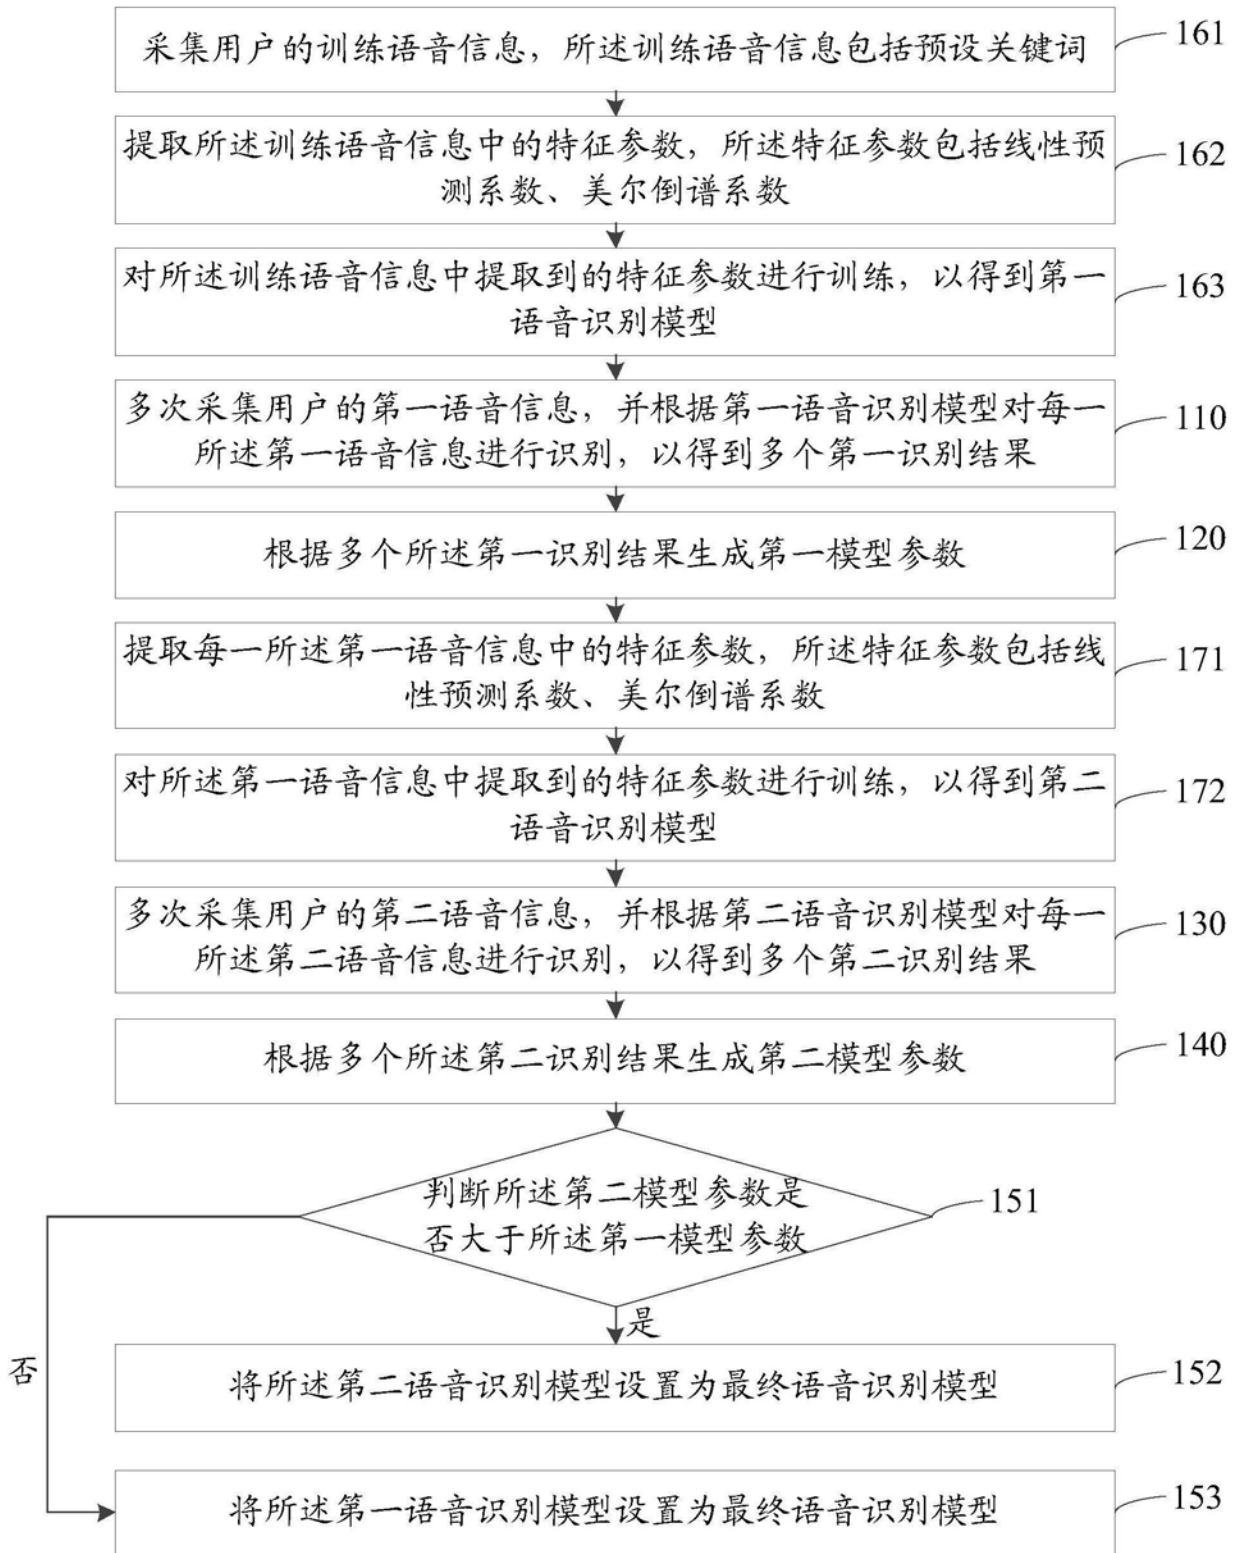 采集用户的训练语音信息，所述训练语音信息包括预设关键词
161
提取所述训练语音信息中的特征参数，所述特征参数包括线性预
测系数、美尔倒谱系数
162
对所述训练语音信息中提取到的特征参数进行训练，以得到第一
语音识别模型
163
多次采集用户的第一语音信息，并根据第一语音识别模型对每一
所述第一语音信息进行识别，以得到多个第一识别结果
110
根据多个所述第一识别结果生成第一模型参数
120
提取每一所述第一语音信息中的特征参数，所述特征参数包括线
性预测系数、美尔倒谱系数
171
对所述第一语音信息中提取到的特征参数进行训练，以得到第二
语音识别模型
172
多次采集用户的第二语音信息，并根据第二语音识别模型对每一
所述第二语音信息进行识别，以得到多个第二识别结果
130
根据多个所述第二识别结果生成第二模型参数
140
判断所述第二模型参数是
否大于所述第一模型参数
151
是
否
将所述第二语音识别模型设置为最终语音识别模型
152
将所述第一语音识别模型设置为最终语音识别模型
153